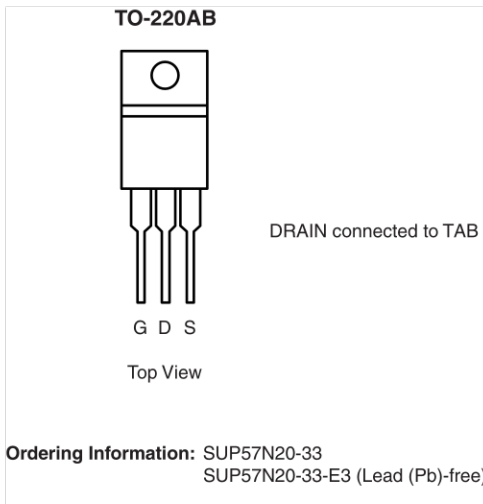 TO-220AB
DRAIN connected to TAB
G D S
Top View
Ordering Information: SUP57N20-33
SUP57N20-33-E3 (Lead (Pb)-free)